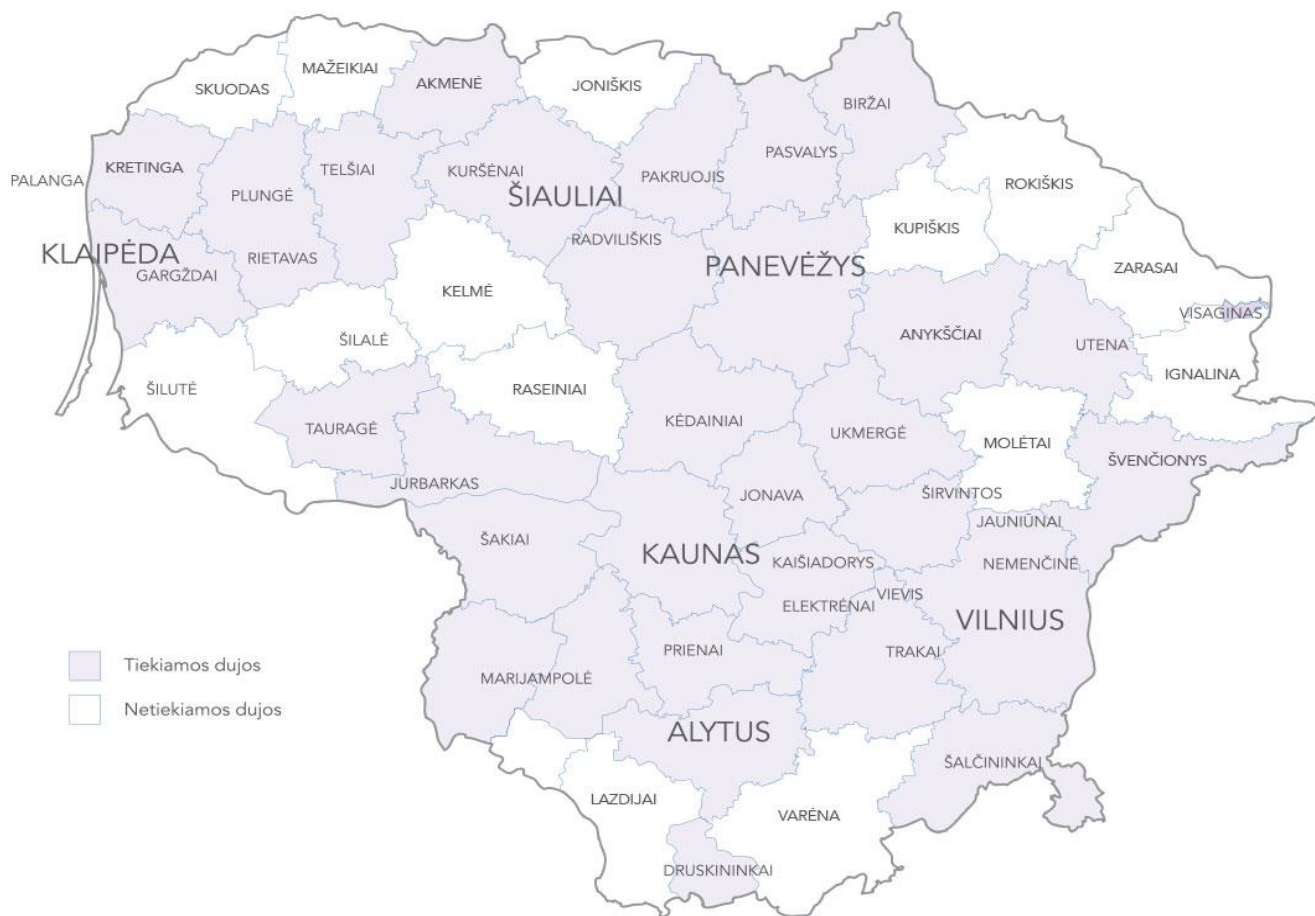 MAŽEIKIAI
SKUODAS
AKMENĖ
JONIŠKIS
BIRŽAI
PASVALYS
KRETINGA
TELŠIAI
KURŠĖNAI
PAKRUOJIS
PALANGA
PLUNGĖ
ŠIAULIAI
ROKIŠKIS
KUPIŠKIS
RADVILIŠKIS
KLAIPĖDA
RIETAVAS
GARGŽDAI
PANEVĖŽYS
ZARASAI
KELMĖ
VISAGINAS
ŠILALĖ
ANYKŠČIAI
UTENA
IGNALINA
ŠILUTĖ
RASEINIAI
TAURAGĖ
KĖDAINIAI
UKMERGĖ
MOLĖTAI
ŠVENČIONYS
JURBARKAS
JONAVA
ŠIRVINTOS
JAUNIŪNAI
ŠAKIAI
KAUNAS
KAIŠIADORYS
NEMENČINĖ
ELEKTRĖNAI
VIEVIS
VILNIUS
PRIENAI
TRAKAI
Tiekiamos dujos
MARIJAMPOLĖ
Netiekiamos dujos
ALYTUS
ŠALČININKAI
LAZDIJAI
VARĖNA
DRUSKININKAI